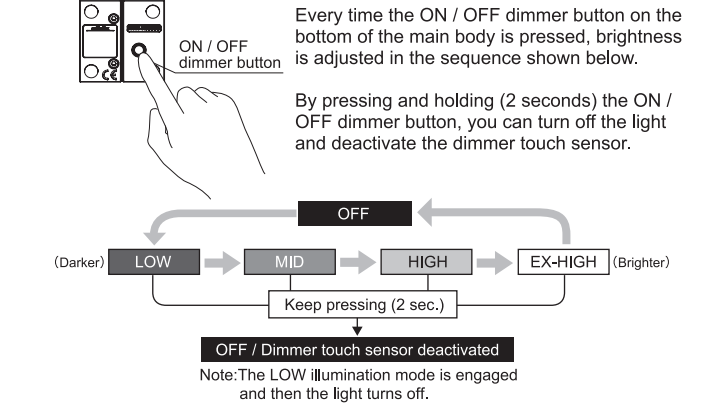 Every time the ON / OFF dimmer button on the
bottom of the main body is pressed, brightness
is adjusted in the sequence shown below.
ON / OFF
dimmer button
By pressing and holding (2 seconds) the ON /
OFF dimmer button, you can turn off the light
and deactivate the dimmer touch sensor.
OFF
(Darker) LOW MID HIGH EX-HIGH (Brighter)
Keep pressing (2 sec.)
OFF / Dimmer touch sensor deactivated
Note:The LOW illumination mode is engaged
and then the light turns off.